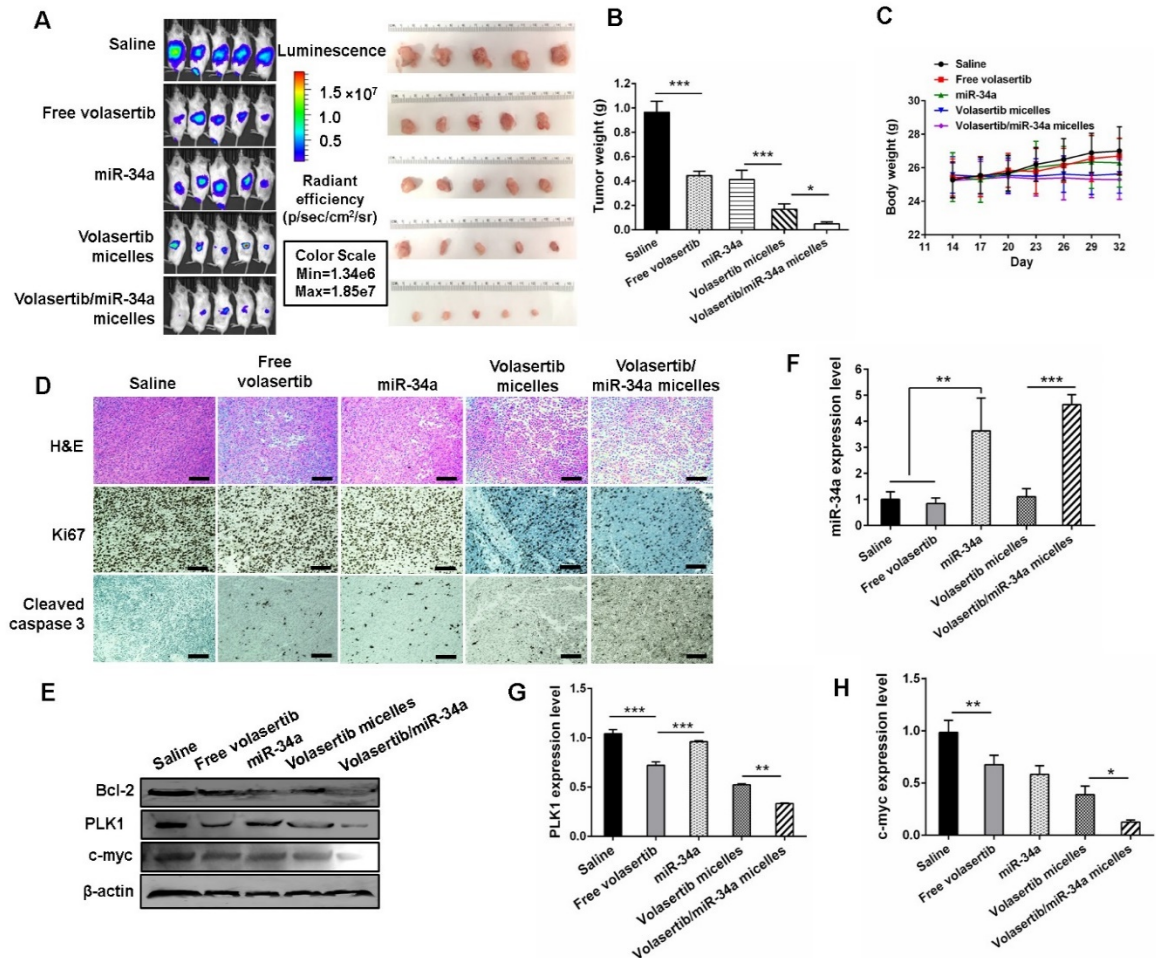 A
Saline
Free volasertib
miR-34a
Volasertib
micelles
Volasertib/miR-34a
micelles
Luminescence
1.5 ×10⁷
1.0
0.5
Radiant
efficiency
(p/sec/cm²/sr)
Color Scale
Min=1.34e6
Max=1.85e7
B
Tumor weight (g)
1.2
1.0
0.8
0.6
0.4
0.2
0.0
***
***
*
Saline
Free volasertib
miR-34a
Volasertib micelles
Volasertib/miR-34a micelles
C
Saline
Free volasertib
miR-34a
Volasertib micelles
Volasertib/miR-34a micelles
Body weight (g)
30
28
26
24
22
11 14 17 20 23 26 29 32
Day
D
Saline
Free
volasertib
miR-34a
Volasertib
micelles
Volasertib/
miR-34a micelles
H&E
Ki67
Cleaved
caspase 3
E
Saline
Free volasertib
miR-34a
Volasertib micelles
Volasertib/miR-34a
Bcl-2
PLK1
c-myc
β-actin
F
miR-34a expression level
6
5
4
3
2
1
0
**
***
Saline
Free volasertib
miR-34a
Volasertib micelles
Volasertib/miR-34a micelles
G
PLK1 expression level
1.5
1.0
0.5
0.0
***
***
**
Saline
Free volasertib
miR-34a
Volasertib micelles
Volasertib/miR-34a micelles
H
c-myc expression level
1.5
1.0
0.5
0.0
**
*
Saline
Free volasertib
miR-34a
Volasertib micelles
Volasertib/miR-34a micelles